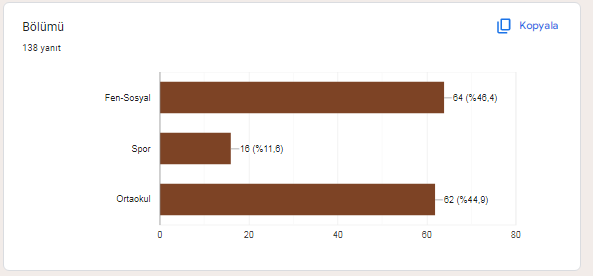 Bölümü
Kopyala
138 yanıt
Fen-Sosyal
64 (%46,4)
Spor
16 (%11,6)
Ortaokul
62 (%44,9)
0 20 40 60 80